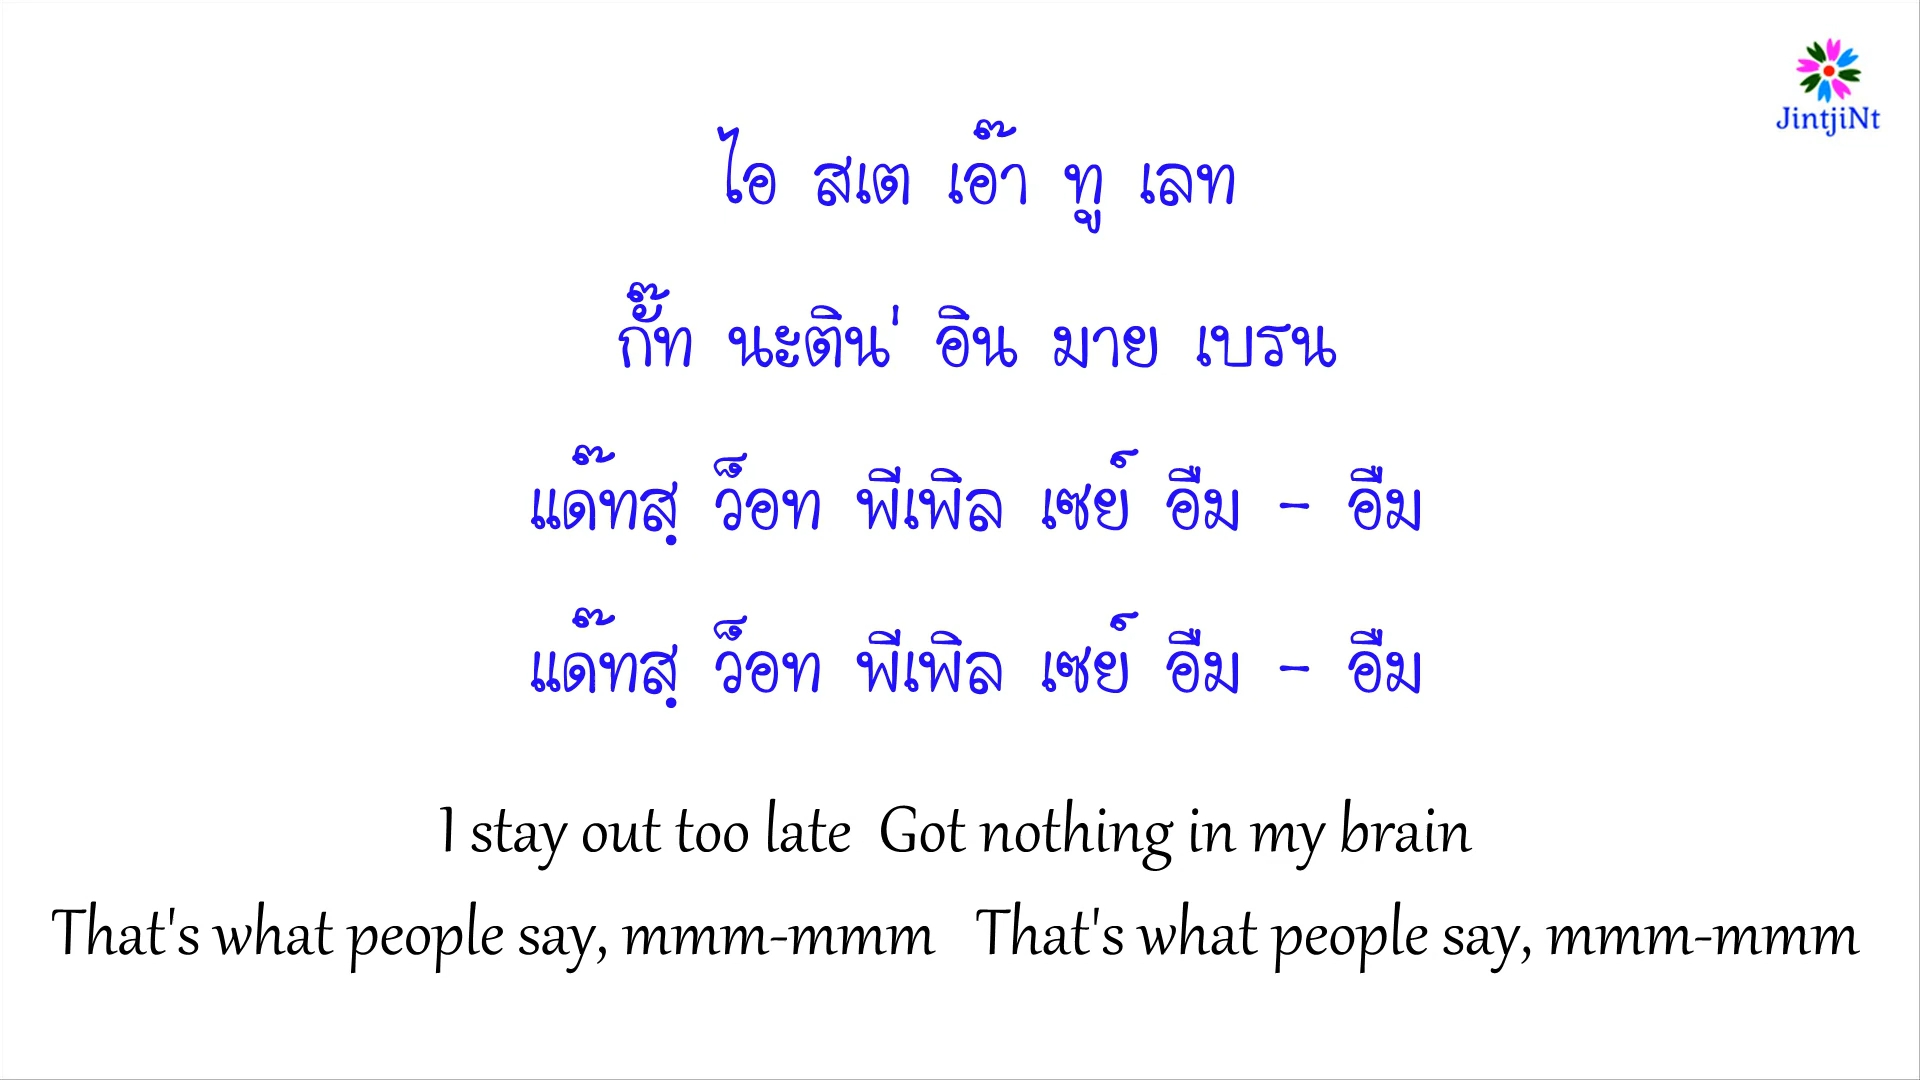 JintjiNt
ไอ สเต เอ๊า ทู เลท
กั๊ท นะติน ่ อิน มาย เบรน
แด๊ทสฺ ว็อท พีเพิล เซย์ อืม - อืม
แด๊ทสฺ ว็อท พีเพิล เซย์ อืม - อืม
I stay out too late Got nothing in my brain
That's what people say, mmm-mmm That's what people say, mmm-mmm